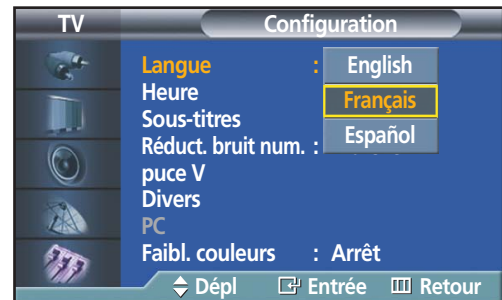 TV Configuration
Langue : English
Heure Français
Sous-titres
Réduct. bruit num. : Español
puce V
Divers
PC
Faibl. couleurs : Arrêt
Dépl Entrée Retour